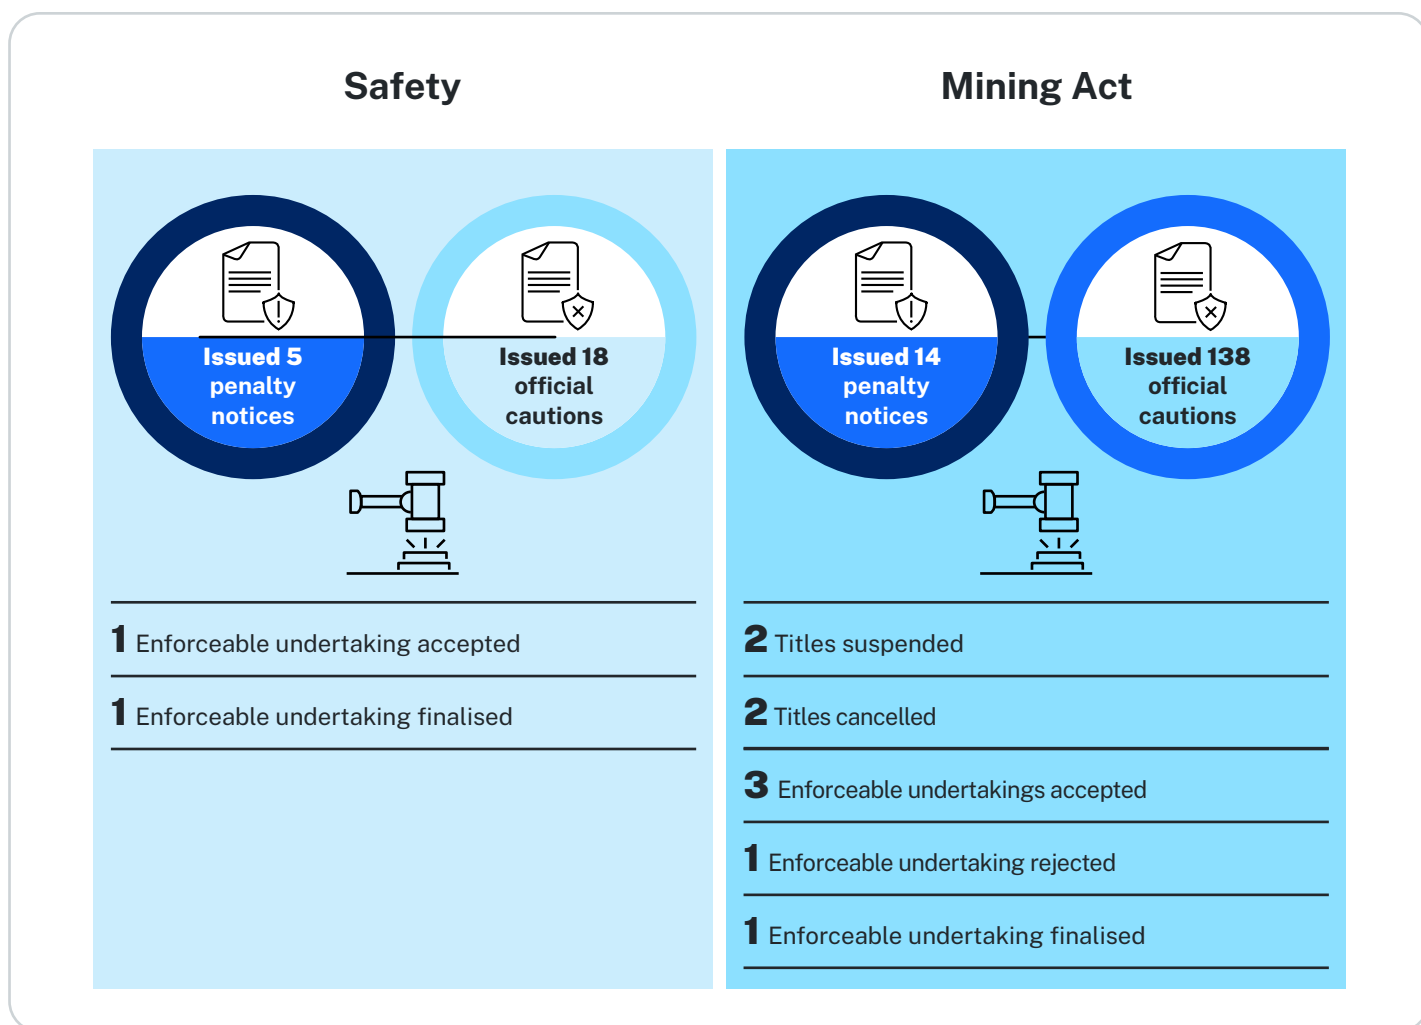 Safety
Issued 5
penalty
notices
Issued 18
official
cautions
1 Enforceable undertaking accepted
1 Enforceable undertaking finalised
Mining Act
Issued 14
penalty
notices
Issued 138
official
cautions
2 Titles suspended
2 Titles cancelled
3 Enforceable undertakings accepted
1 Enforceable undertaking rejected
1 Enforceable undertaking finalised